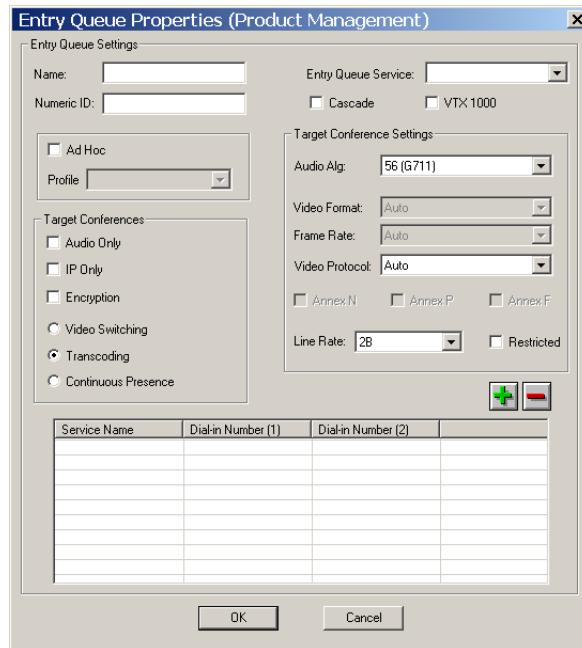 Entry Queue Properties (Product Management)
Entry Queue Settings
Name:
Entry Queue Service:
Numeric ID:
Cascade
VTX 1000
Ad Hoc
Profile
Target Conference Settings
Audio Alg: 56 (G711)
Video Format: Auto
Frame Rate: Auto
Video Protocol: Auto
Annex N
Annex P
Annex F
Line Rate: 2B
Restricted
Target Conferences
Audio Only
IP Only
Encryption
Video Switching
Transcoding
Continuous Presence
Service Name Dial-in Number (1) Dial-in Number (2)
OK
Cancel